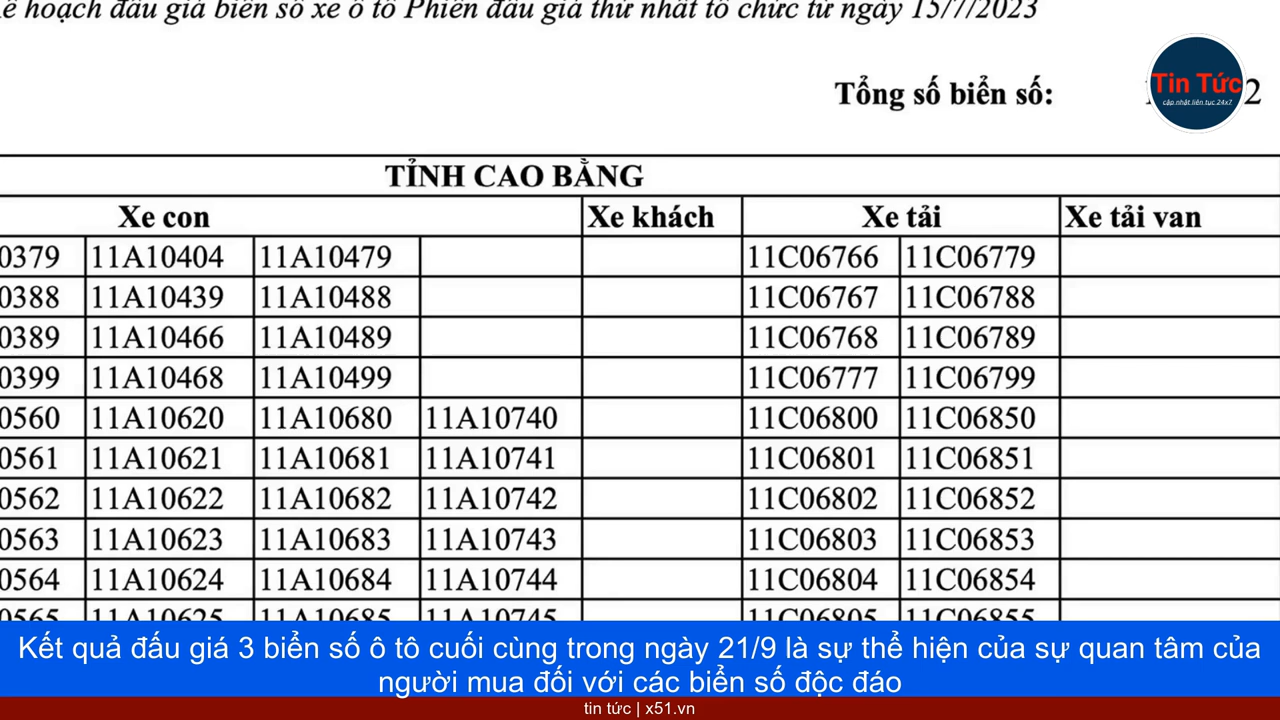 hoạch đấu giá biển số xe ô tô Phiên đấu giá thứ nhất tổ chức từ ngày 15/7/2023
Tổng số biển số:
Tin Tức
cập nhật liên tục 24x7
TỈNH CAO BẰNG
Xe con Xe khách Xe tải Xe tải van
0379 11A10404 11A10479 11C06766 11C06779
0388 11A10439 11A10488 11C06767 11C06788
0389 11A10466 11A10489 11C06768 11C06789
0399 11A10468 11A10499 11C06777 11C06799
0560 11A10620 11A10680 11A10740 11C06800 11C06850
0561 11A10621 11A10681 11A10741 11C06801 11C06851
0562 11A10622 11A10682 11A10742 11C06802 11C06852
0563 11A10623 11A10683 11A10743 11C06803 11C06853
0564 11A10624 11A10684 11A10744 11C06804 11C06854
0565 11A10625 11A10685 11A10745 11C06805 11C06855
Kết quả đấu giá 3 biển số ô tô cuối cùng trong ngày 21/9 là sự thể hiện của sự quan tâm của
người mua đối với các biển số độc đáo
tin tức | x51.vn